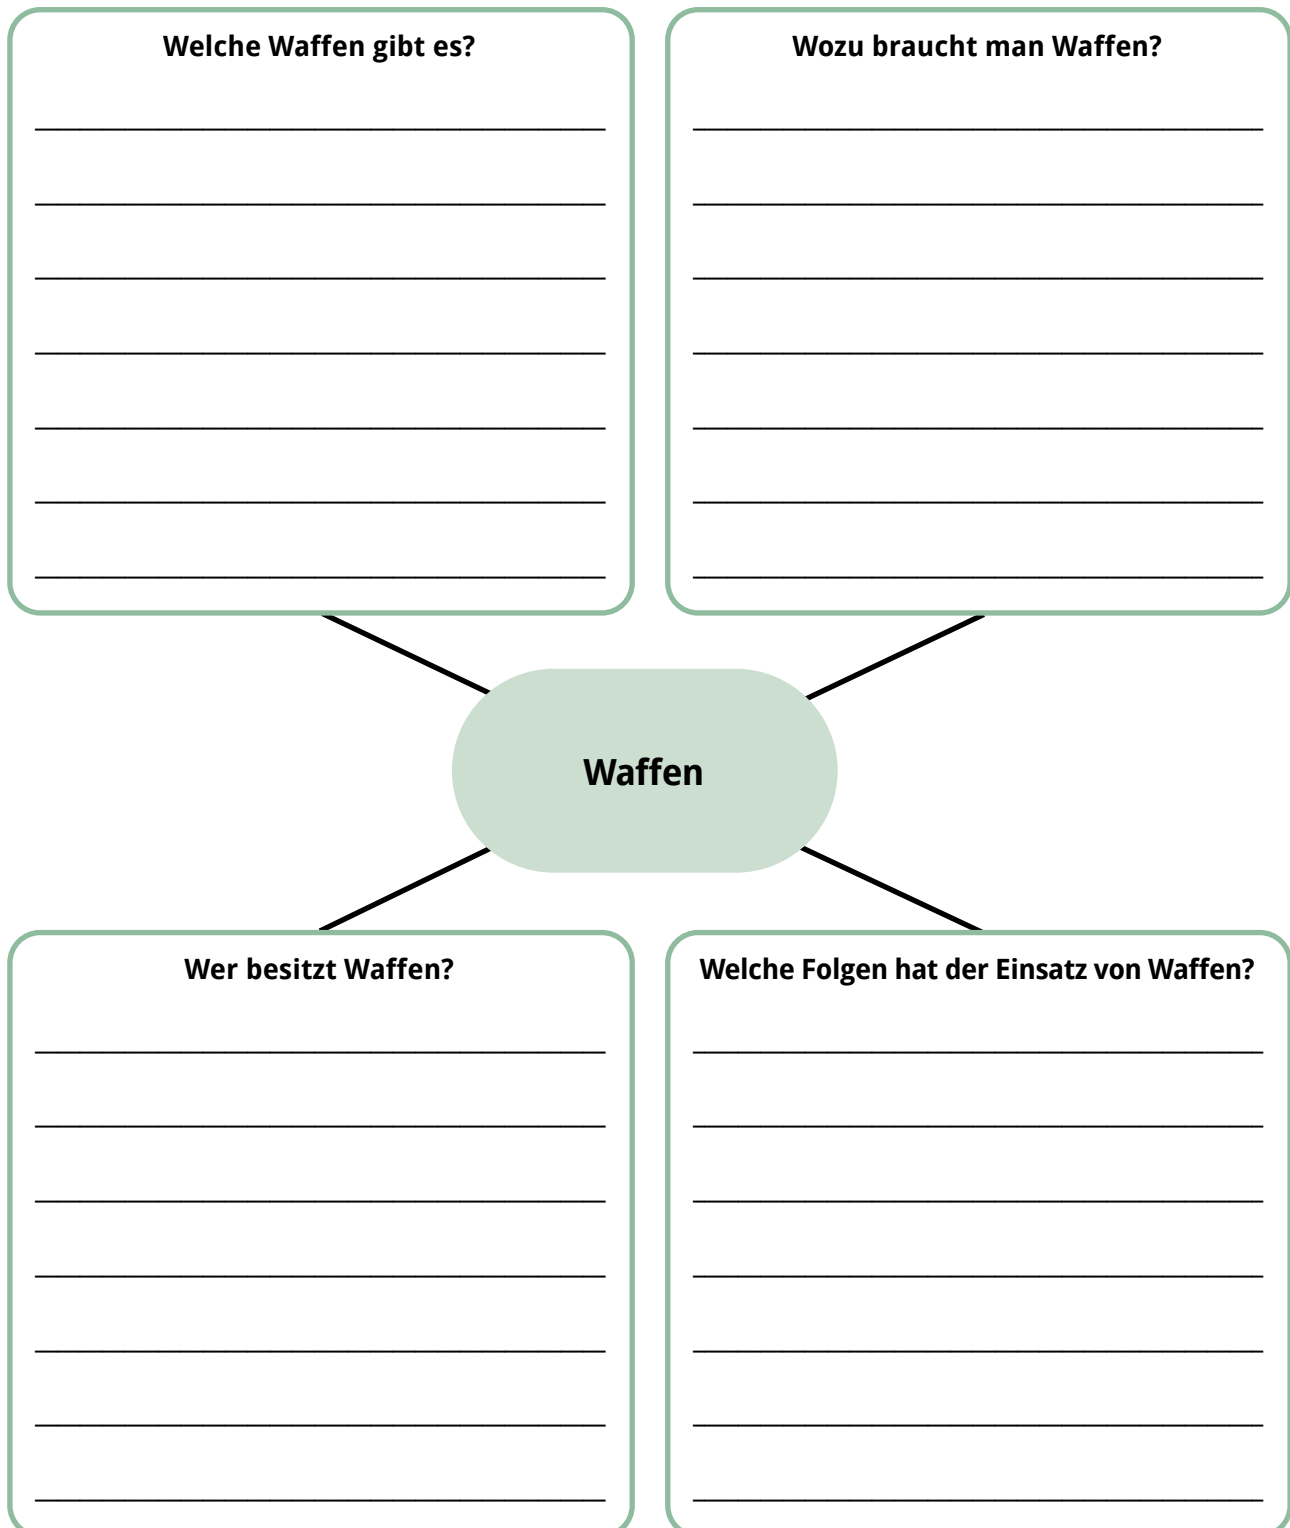 Welche Waffen gibt es?
Wozu braucht man Waffen?
Waffen
Wer besitzt Waffen?
Welche Folgen hat der Einsatz von Waffen?